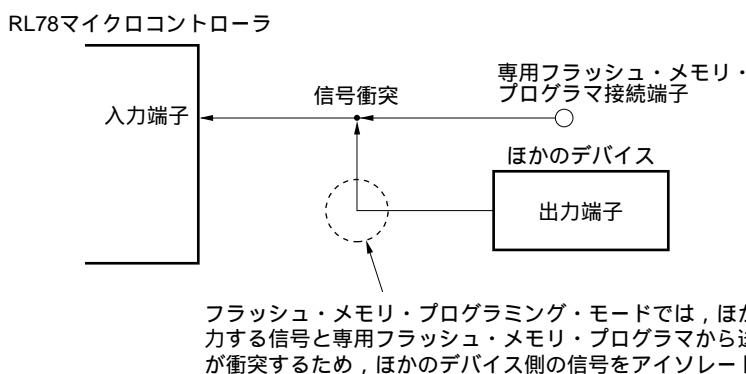 RL78マイクロコントローラ
専用フラッシュ・メモリ・
プログラマ接続端子
信号衝突
入力端子
ほかのデバイス
出力端子
フラッシュ・メモリ・プログラミング・モードでは，ほか
力する信号と専用フラッシュ・メモリ・プログラマから
が衝突するため，ほかのデバイス側の信号をアイソレート